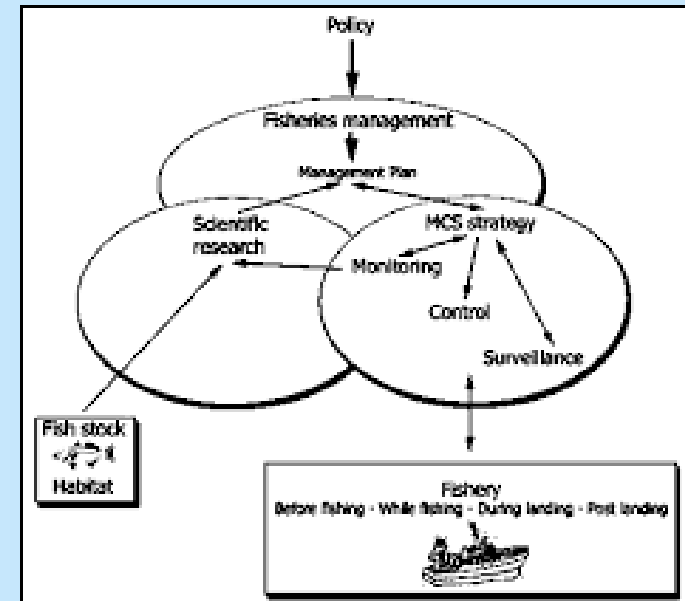 Policy
Fisheries management
Management Plan
Scientific
research
MCS strategy
Monitoring
Control
Surveillance
Fish stock
Habitat
Fishery
Before fishing - While fishing - During landing - Post landing